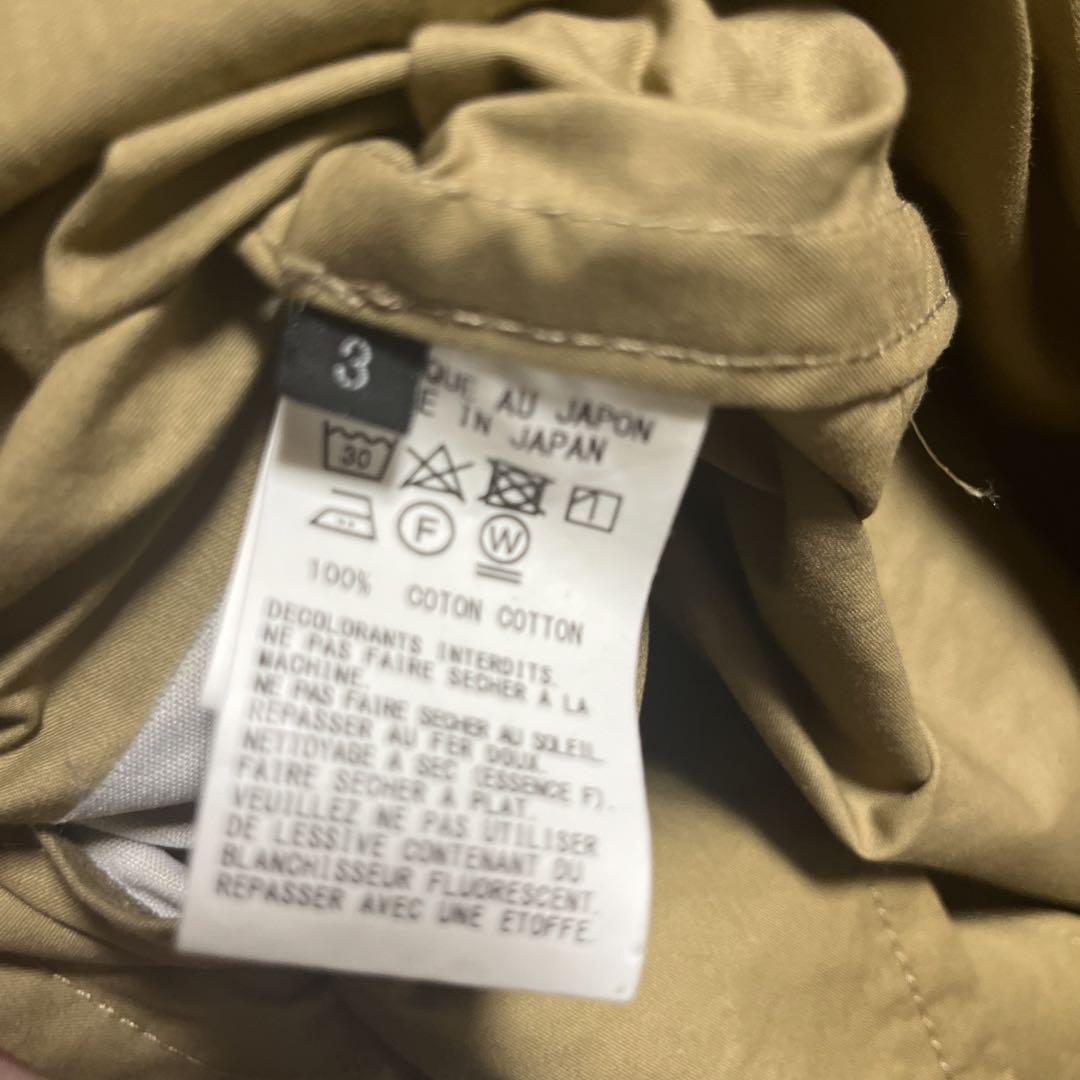 3
QUE AU JAPON
E IN JAPAN
30
F W
100% COTON COTTON
DECOLORANTS INTERDITS.
NE PAS FAIRE SECHER A LA
MACHINE.
NE PAS FAIRE SECHER AU SOLEIL.
REPASSER AU FER DOUX.
NETTOYAGE A SEC (ESSENCE F).
FAIRE SECHER A PLAT.
VEUILLEZ NE PAS UTILISER
DE LESSIVE CONTENANT DU
BLANCHISSEUR FLUORESCENT.
REPASSER AVEC UNE ETOFFE.